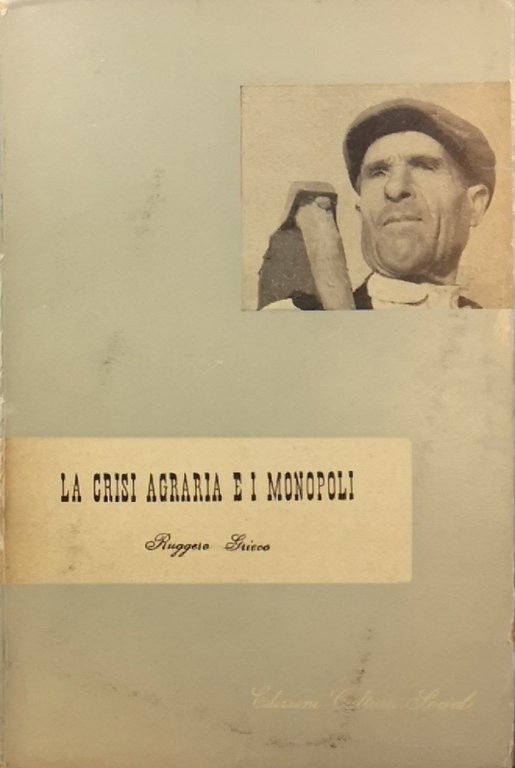 LA CRISI AGRARIA E I MONOPOLI
Ruggero Grieco
Edizioni Cultura Sociale